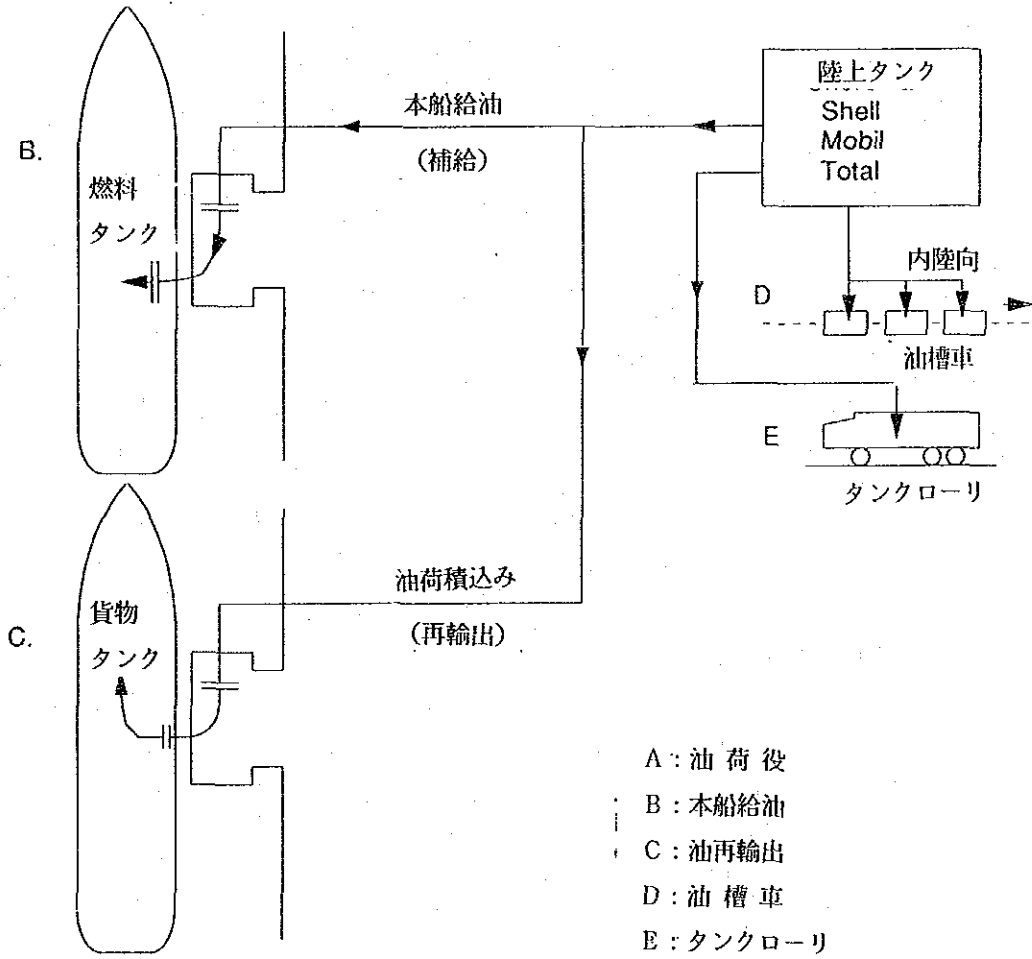 陸上タンク
Shell
Mobil
Total
本船給油
(補給)
B.
燃料
タンク
内陸向
D
油槽車
E
タンクローリ
油荷積込み
(再輸出)
C.
貨物
タンク
A:油荷役
B:本船給油
C:油再輸出
D:油槽車
E:タンクローリ